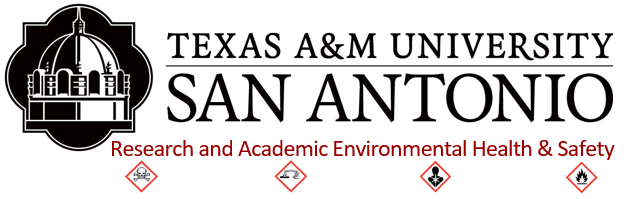 TEXAS A&M UNIVERSITY
SAN ANTONIO
Research and Academic Environmental Health & Safety